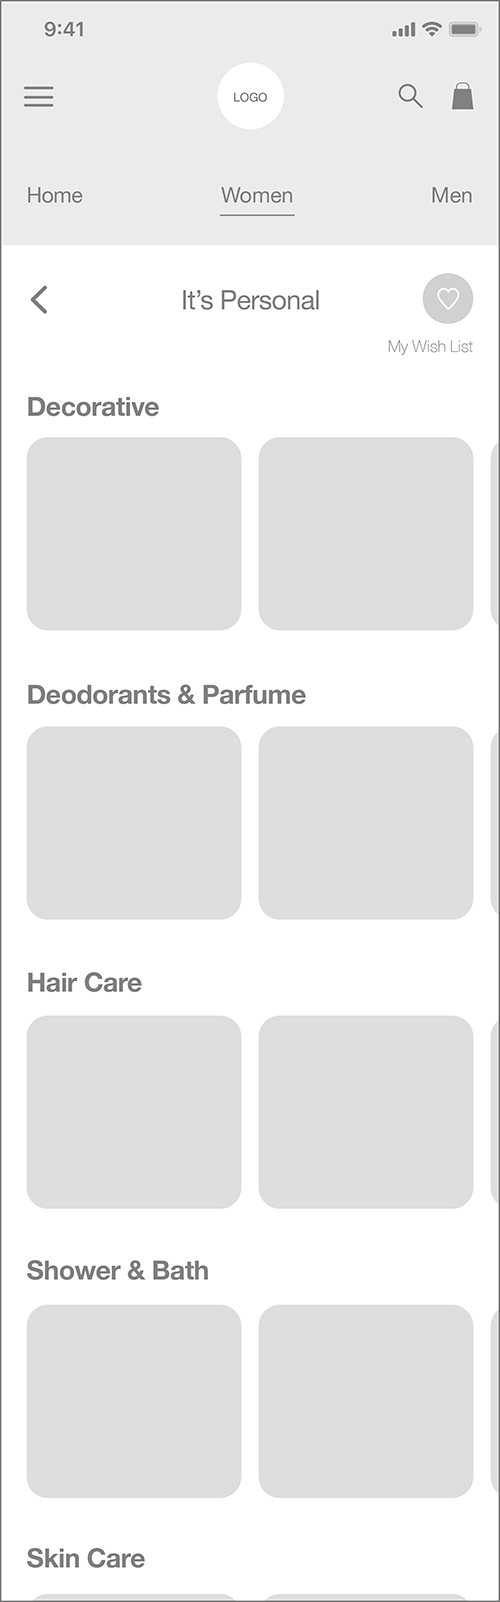 9:41
LOGO
Home Women Men
It’s Personal
My Wish List
Decorative
Deodorants & Parfume
Hair Care
Shower & Bath
Skin Care